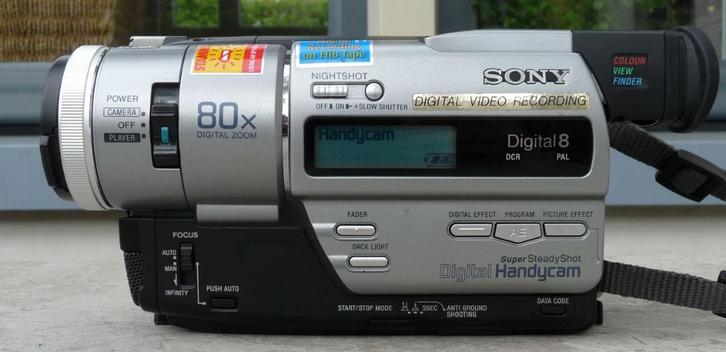 COLOUR
VIEW
FINDER
on Hi8 Tape
NIGHTSHOT
OFF ON +SLOW SHUTTER
SONY
DIGITAL VIDEO RECORDING
POWER
CAMERA
OFF
PLAYER
80x
DIGITAL ZOOM
Handycam
Digital8
DCR PAL
FADER
BACK LIGHT
DIGITAL EFFECT PROGRAM PICTURE EFFECT
AE
Super SteadyShot
Digital Handycam
FOCUS
AUTO
MAN
INFINITY
PUSH AUTO
START/STOP MODE 5SEC ANTI GROUND
SHOOTING
DATA CODE